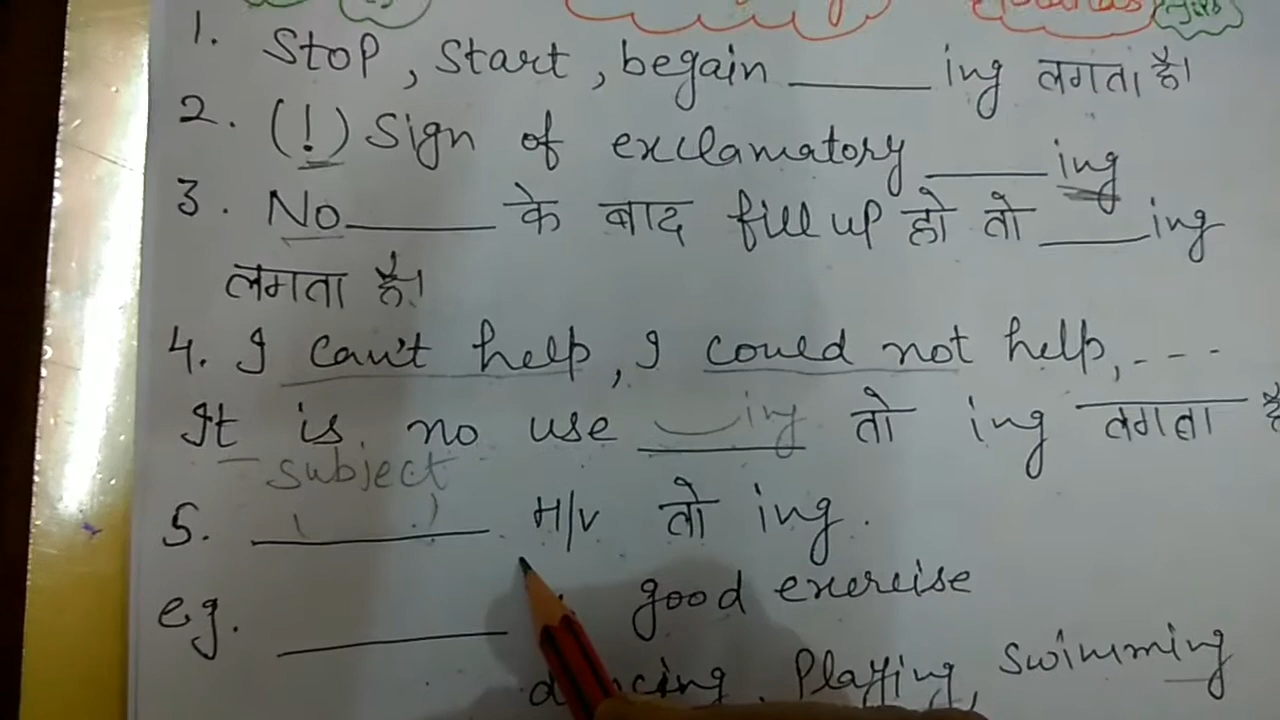 1. Stop, Start, begain ____ ing लगता है।
2. (!) Sign of exclamatory ____ ing
3. No ____ के बाद fill up हो तो ____ ing
लगता है।
4. I can't help, I could not help, ---
It is no use ____ ing तो ing लगता है
subject
5. ____ H/V तो ing.
eg. ____ good exercise
Playying, Swimming